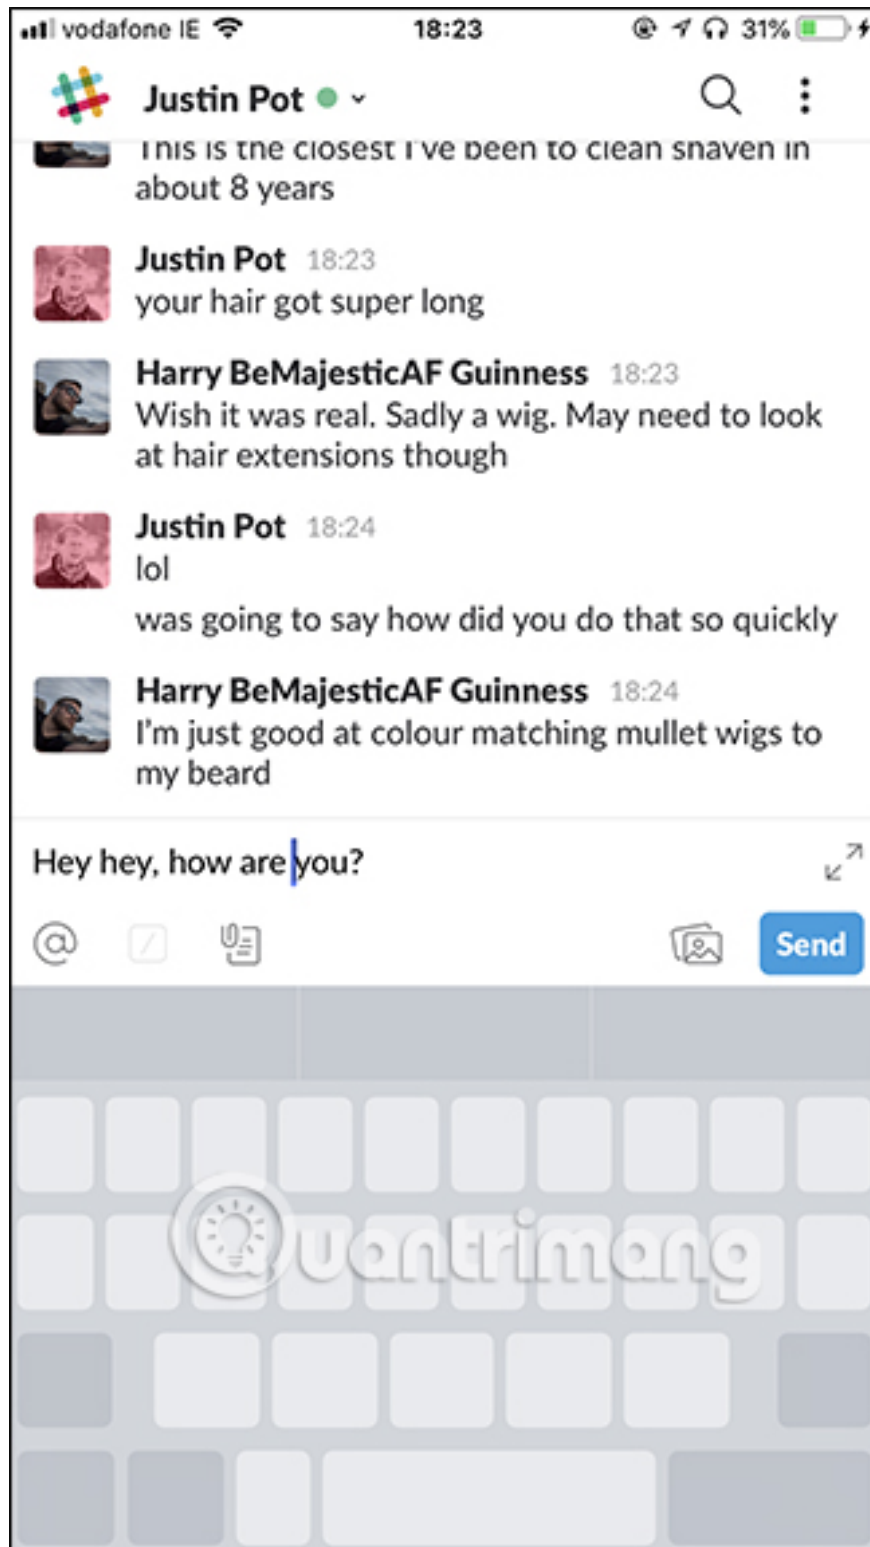 vodafone IE 18:23 31%
Justin Pot
This is the closest I've been to clean shaven in
about 8 years
Justin Pot 18:23
your hair got super long
Harry BeMajesticAF Guinness 18:23
Wish it was real. Sadly a wig. May need to look
at hair extensions though
Justin Pot 18:24
lol
was going to say how did you do that so quickly
Harry BeMajesticAF Guinness 18:24
I'm just good at colour matching mullet wigs to
my beard
Hey hey, how are you?
@ / Send
Quantrimang